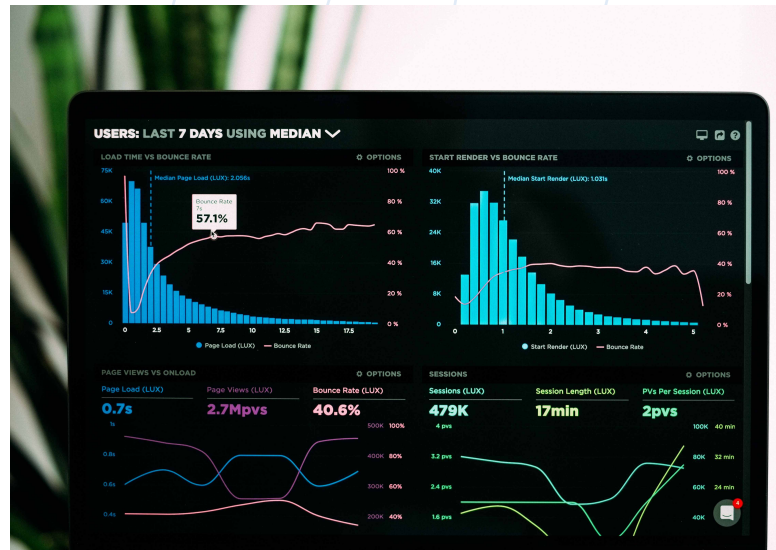 USERS: LAST 7 DAYS USING MEDIAN
LOAD TIME VS BOUNCE RATE
OPTIONS
75K
60K
45K
30K
15K
0
100 %
80 %
60 %
40 %
20 %
0 %
Median Page Load (LUX): 2.056s
Bounce Rate
7s
57.1%
0 2.5 5 7.5 10 12.5 15 17.5
Page Load (LUX) Bounce Rate
START RENDER VS BOUNCE RATE
OPTIONS
40K
32K
24K
16K
8K
0
100 %
80 %
60 %
40 %
20 %
0 %
Median Start Render (LUX): 1.031s
0 1 2 3 4 5
Start Render (LUX) Bounce Rate
PAGE VIEWS VS ONLOAD
OPTIONS
Page Load (LUX) Page Views (LUX) Bounce Rate (LUX)
0.7s 2.7Mpvs 40.6%
1s 500K 100%
0.8s 400K 80%
0.6s 300K 60%
0.4s 200K 40%
SESSIONS
OPTIONS
Sessions (LUX) Session Length (LUX) PVs Per Session (LUX)
479K 17min 2pvs
4 pvs 100K 40 min
3.2 pvs 80K 32 min
2.4 pvs 60K 24 min
1.6 pvs 40K
4